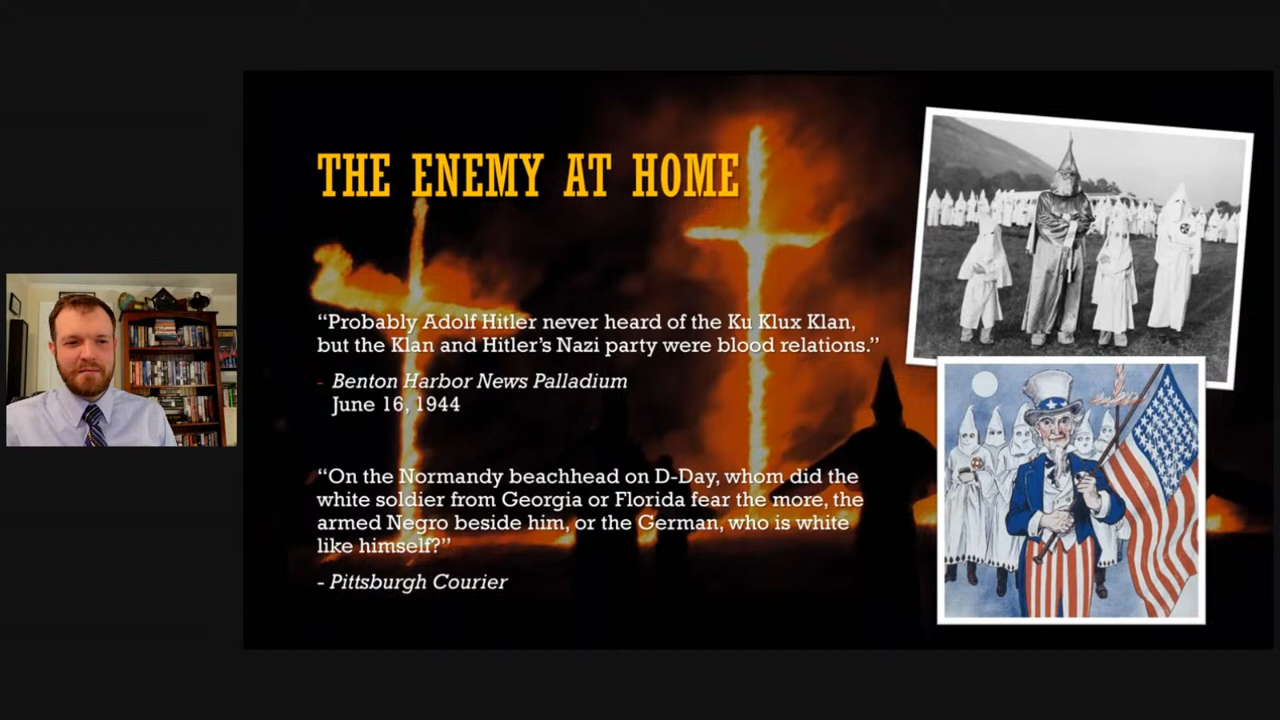 THE ENEMY AT HOME
“Probably Adolf Hitler never heard of the Ku Klux Klan,
but the Klan and Hitler’s Nazi party were blood relations.”
- Benton Harbor News Palladium
June 16, 1944
“On the Normandy beachhead on D-Day, whom did the
white soldier from Georgia or Florida fear the more, the
armed Negro beside him, or the German, who is white
like himself?”
- Pittsburgh Courier